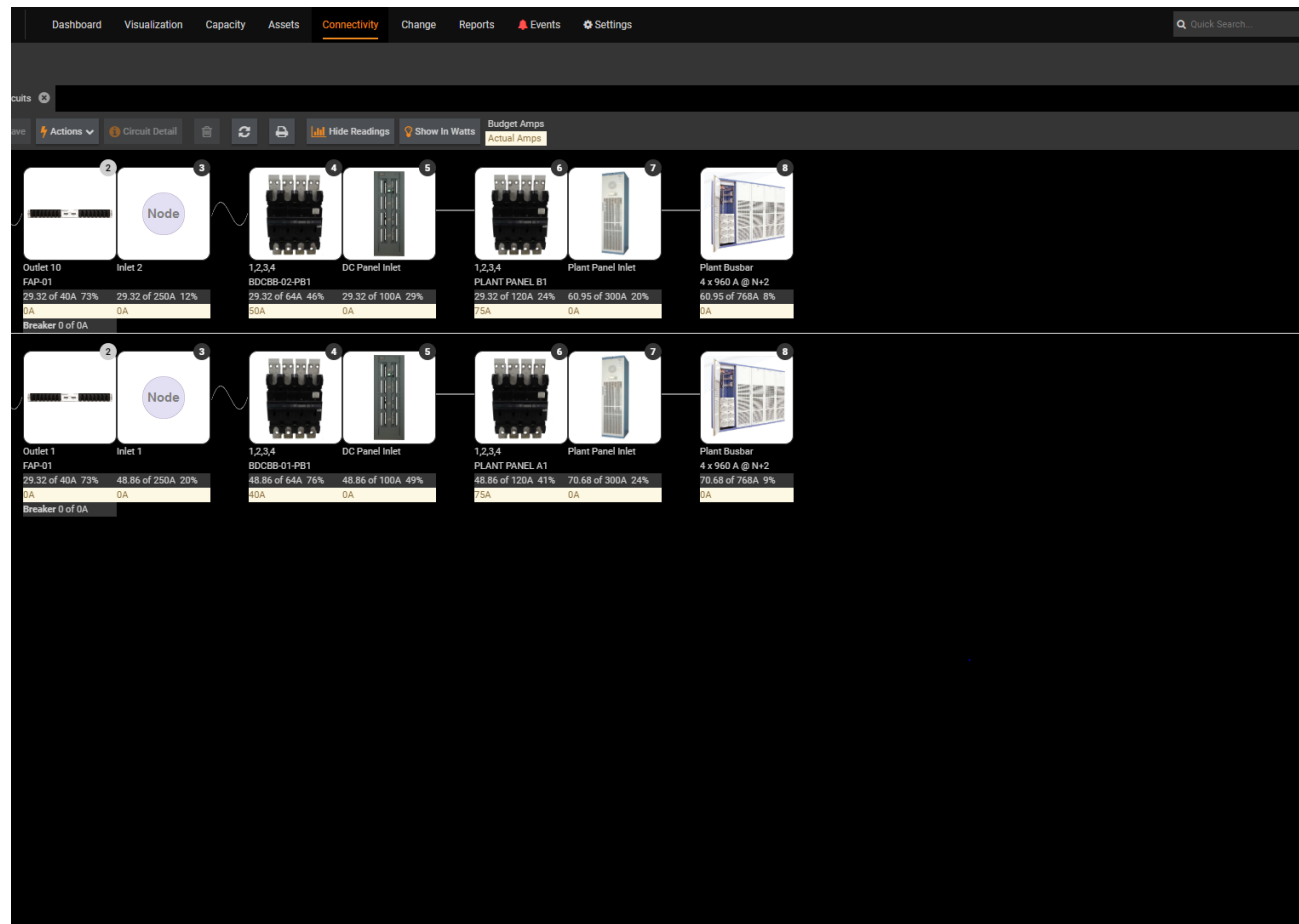 Dashboard Visualization Capacity Assets Connectivity Change Reports Events Settings Quick Search...
cuits
ave Actions Circuit Detail Hide Readings Show In Watts Budget Amps
Actual Amps
2 3 4 5 6 7 8
Node
Outlet 10 Inlet 2 1,2,3,4 DC Panel Inlet 1,2,3,4 Plant Panel Inlet Plant Busbar
FAP-01 BDCBB-02-PB1 PLANT PANEL B1 4 x 960 A @ N+2
29.32 of 40A 73% 29.32 of 250A 12% 29.32 of 64A 46% 29.32 of 100A 29% 29.32 of 120A 24% 60.95 of 300A 20% 60.95 of 768A 8%
0A 0A 50A 0A 75A 0A 0A
Breaker 0 of 0A
2 3 4 5 6 7 8
Node
Outlet 1 Inlet 1 1,2,3,4 DC Panel Inlet 1,2,3,4 Plant Panel Inlet Plant Busbar
FAP-01 BDCBB-01-PB1 PLANT PANEL A1 4 x 960 A @ N+2
29.32 of 40A 73% 48.86 of 250A 20% 48.86 of 64A 76% 48.86 of 100A 49% 48.86 of 120A 41% 70.68 of 300A 24% 70.68 of 768A 9%
0A 0A 40A 0A 75A 0A 0A
Breaker 0 of 0A